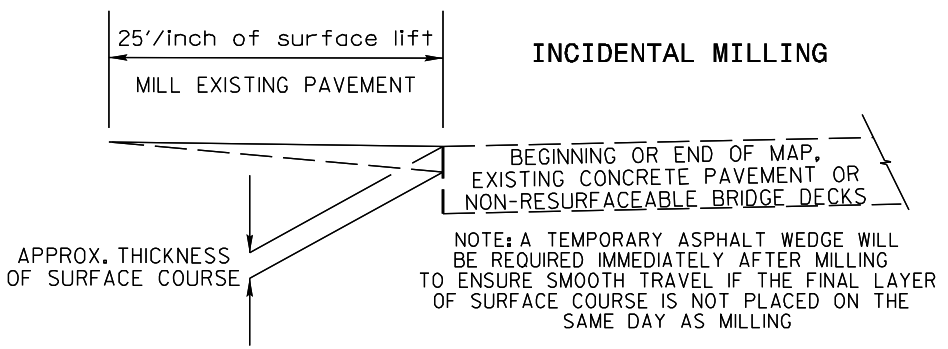 25'/inch of surface lift
MILL EXISTING PAVEMENT
INCIDENTAL MILLING
BEGINNING OR END OF MAP,
EXISTING CONCRETE PAVEMENT OR
NON-RESURFACEABLE BRIDGE DECKS
APPROX. THICKNESS
OF SURFACE COURSE
NOTE: A TEMPORARY ASPHALT WEDGE WILL
BE REQUIRED IMMEDIATELY AFTER MILLING
TO ENSURE SMOOTH TRAVEL IF THE FINAL LAYER
OF SURFACE COURSE IS NOT PLACED ON THE
SAME DAY AS MILLING